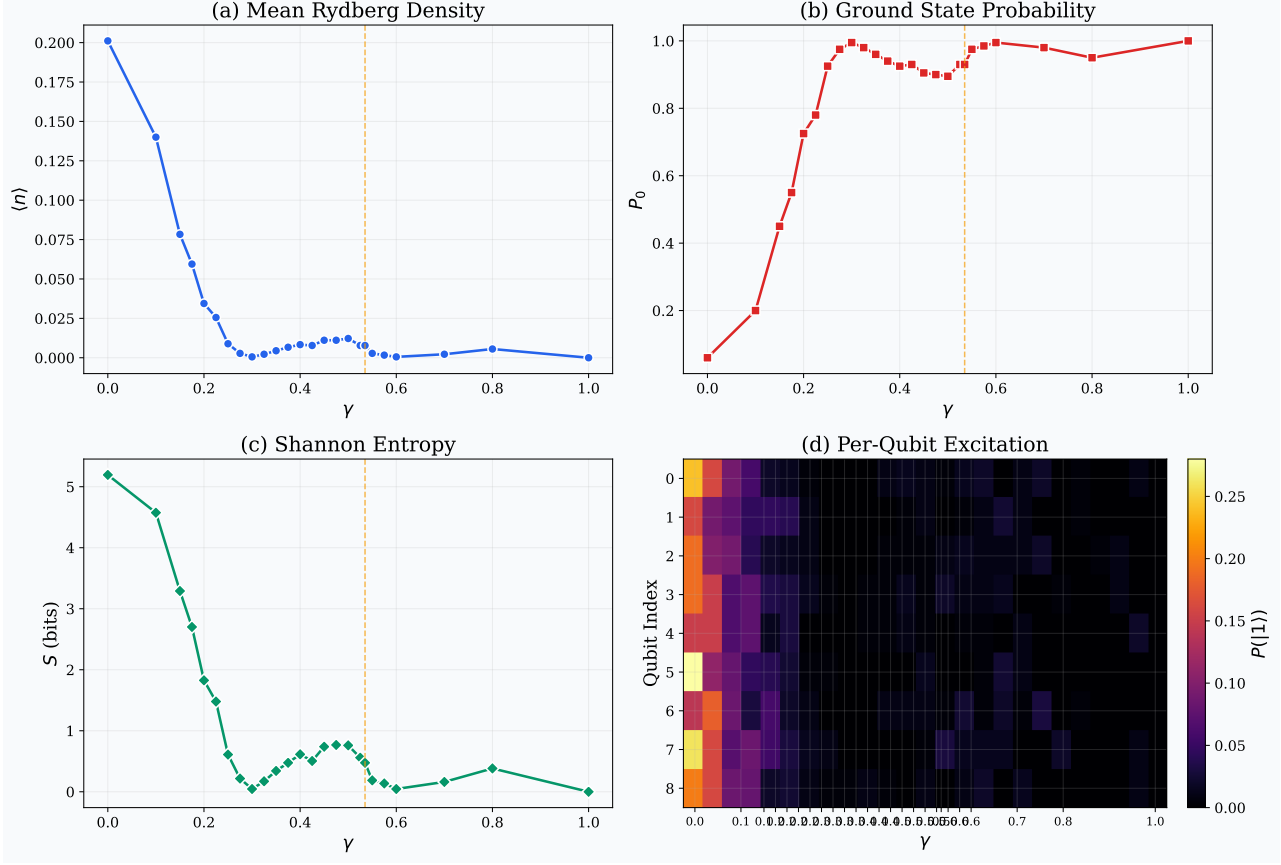 (a) Mean Rydberg Density
⟨n⟩
0.200
0.175
0.150
0.125
0.100
0.075
0.050
0.025
0.000
0.0 0.2 0.4 0.6 0.8 1.0
γ
(b) Ground State Probability
P₀
1.0
0.8
0.6
0.4
0.2
0.0 0.2 0.4 0.6 0.8 1.0
γ
(c) Shannon Entropy
S (bits)
5
4
3
2
1
0
0.0 0.2 0.4 0.6 0.8 1.0
γ
(d) Per-Qubit Excitation
Qubit Index
0
1
2
3
4
5
6
7
8
0.0 0.1 0.7 1.0
γ
0.25
0.20
0.15
0.10
0.05
0.00
P(|1⟩)